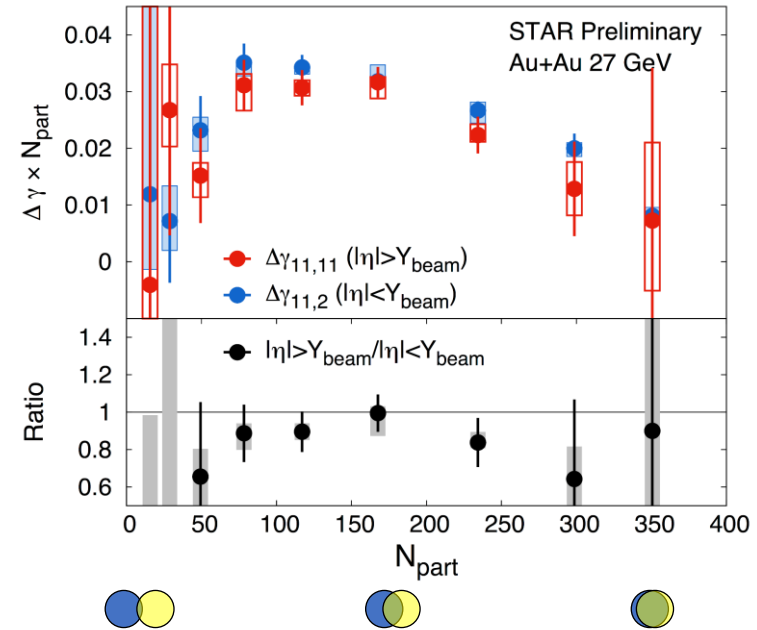 STAR Preliminary
Au+Au 27 GeV
Δγ × N_part
0.04
0.03
0.02
0.01
0
Δγ_11,11 (|η|>Y_beam)
Δγ_11,2 (|η|<Y_beam)
Ratio
1.4
1.2
1
0.8
0.6
|η|>Y_beam/|η|<Y_beam
0 50 100 150 200 250 300 350 400
N_part